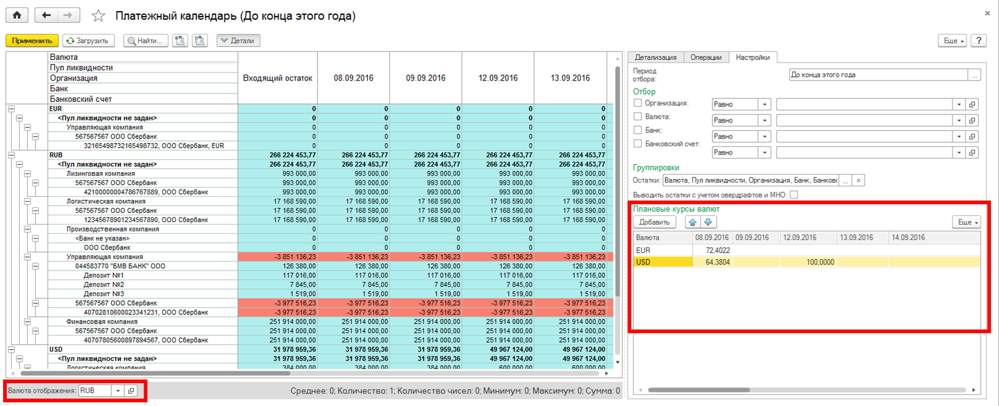 Платежный календарь (До конца этого года)
Применить Загрузить Найти... Детали Еще ?
Валюта
Пул ликвидности
Организация
Банк
Банковский счет
Входящий остаток 08.09.2016 09.09.2016 12.09.2016 13.09.2016
EUR 0 0 0 0 0
<Пул ликвидности не задан> 0 0 0 0 0
Управляющая компания 0 0 0 0 0
567567567 ООО Сбербанк 0 0 0 0 0
32165498732165498732, ООО Сбербанк, EUR 0 0 0 0 0
RUB 266 224 453,77 266 224 453,77 266 224 453,77 266 224 453,77 266 224 453,77
<Пул ликвидности не задан> 266 224 453,77 266 224 453,77 266 224 453,77 266 224 453,77 266 224 453,77
Лизинговая компания 993 000,00 993 000,00 993 000,00 993 000,00 993 000,00
567567567 ООО Сбербанк 993 000,00 993 000,00 993 000,00 993 000,00 993 000,00
42100000004786767889, ООО Сбербанк 993 000,00 993 000,00 993 000,00 993 000,00 993 000,00
Логистическая компания 17 168 590,00 17 168 590,00 17 168 590,00 17 168 590,00 17 168 590,00
567567567 ООО Сбербанк 17 168 590,00 17 168 590,00 17 168 590,00 17 168 590,00 17 168 590,00
12345678901234567890, ООО Сбербанк 17 168 590,00 17 168 590,00 17 168 590,00 17 168 590,00 17 168 590,00
Производственная компания 0 0 0 0 0
<Банк не указан> 0 0 0 0 0
ООО Сбербанк 0 0 0 0 0
Управляющая компания -3 851 136,23 -3 851 136,23 -3 851 136,23 -3 851 136,23 -3 851 136,23
044583770 "БМВ БАНК" ООО 126 380,00 126 380,00 126 380,00 126 380,00 126 380,00
Депозит №1 117 016,00 117 016,00 117 016,00 117 016,00 117 016,00
Депозит №2 7 845,00 7 845,00 7 845,00 7 845,00 7 845,00
Депозит №3 1 519,00 1 519,00 1 519,00 1 519,00 1 519,00
567567567 ООО Сбербанк -3 977 516,23 -3 977 516,23 -3 977 516,23 -3 977 516,23 -3 977 516,23
40702810600023341231, ООО Сбербанк -3 977 516,23 -3 977 516,23 -3 977 516,23 -3 977 516,23 -3 977 516,23
Финансовая компания 251 914 000,00 251 914 000,00 251 914 000,00 251 914 000,00 251 914 000,00
567567567 ООО Сбербанк 251 914 000,00 251 914 000,00 251 914 000,00 251 914 000,00 251 914 000,00
40707805600897894567, ООО Сбербанк 251 914 000,00 251 914 000,00 251 914 000,00 251 914 000,00 251 914 000,00
USD 31 978 959,36 31 978 959,36 31 978 959,36 49 967 124,00 49 967 124,00
<Пул ликвидности не задан> 31 978 959,36 31 978 959,36 31 978 959,36 49 967 124,00 49 967 124,00
Логистическая компания 384 000,00 384 000,00 384 000,00 600 000,00 600 000,00
Валюта отображения: RUB
Среднее: 0; Количество: 1; Количество чисел: 0; Минимум: 0; Максимум: 0; Сумма: 0
Детализация Операции Настройки
Период
отбора: До конца этого года ...
Отбор
Организация: Равно
Валюта: Равно
Банк: Равно
Банковский счет: Равно
Группировки
Остатки: Валюта, Пул ликвидности, Организация, Банк, Банково ... ×
Выводить остатки с учетом овердрафтов и МНО:
Плановые курсы валют
Добавить Еще
Валюта 08.09.2016 09.09.2016 12.09.2016 13.09.2016 14.09.2016
EUR 72,4022
USD 64,3804 100,0000